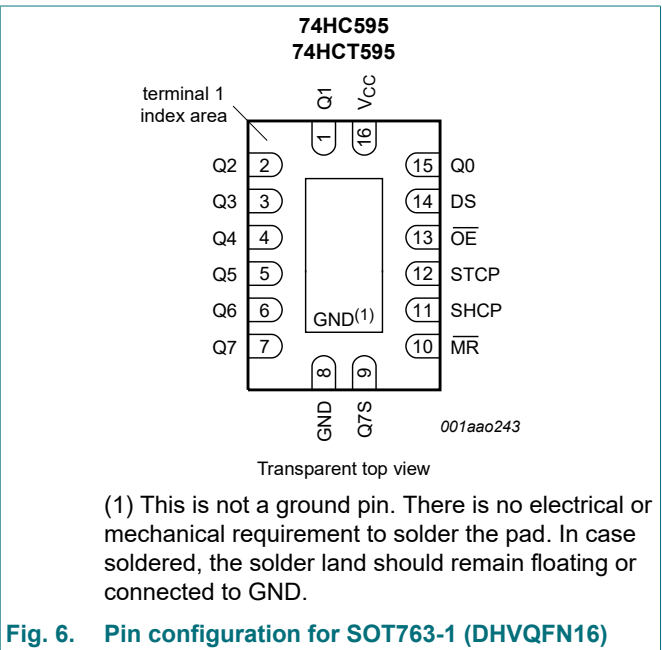 74HC595
74HCT595
terminal 1
index area
Q1
VCC
1
16
Q2 2
15 Q0
Q3 3
14 DS
Q4 4
13 OE
Q5 5
12 STCP
Q6 6
11 SHCP
Q7 7
10 MR
GND(1)
8
9
GND
Q7S
001aao243
Transparent top view
(1) This is not a ground pin. There is no electrical or
mechanical requirement to solder the pad. In case
soldered, the solder land should remain floating or
connected to GND.
Fig. 6. Pin configuration for SOT763-1 (DHVQFN16)